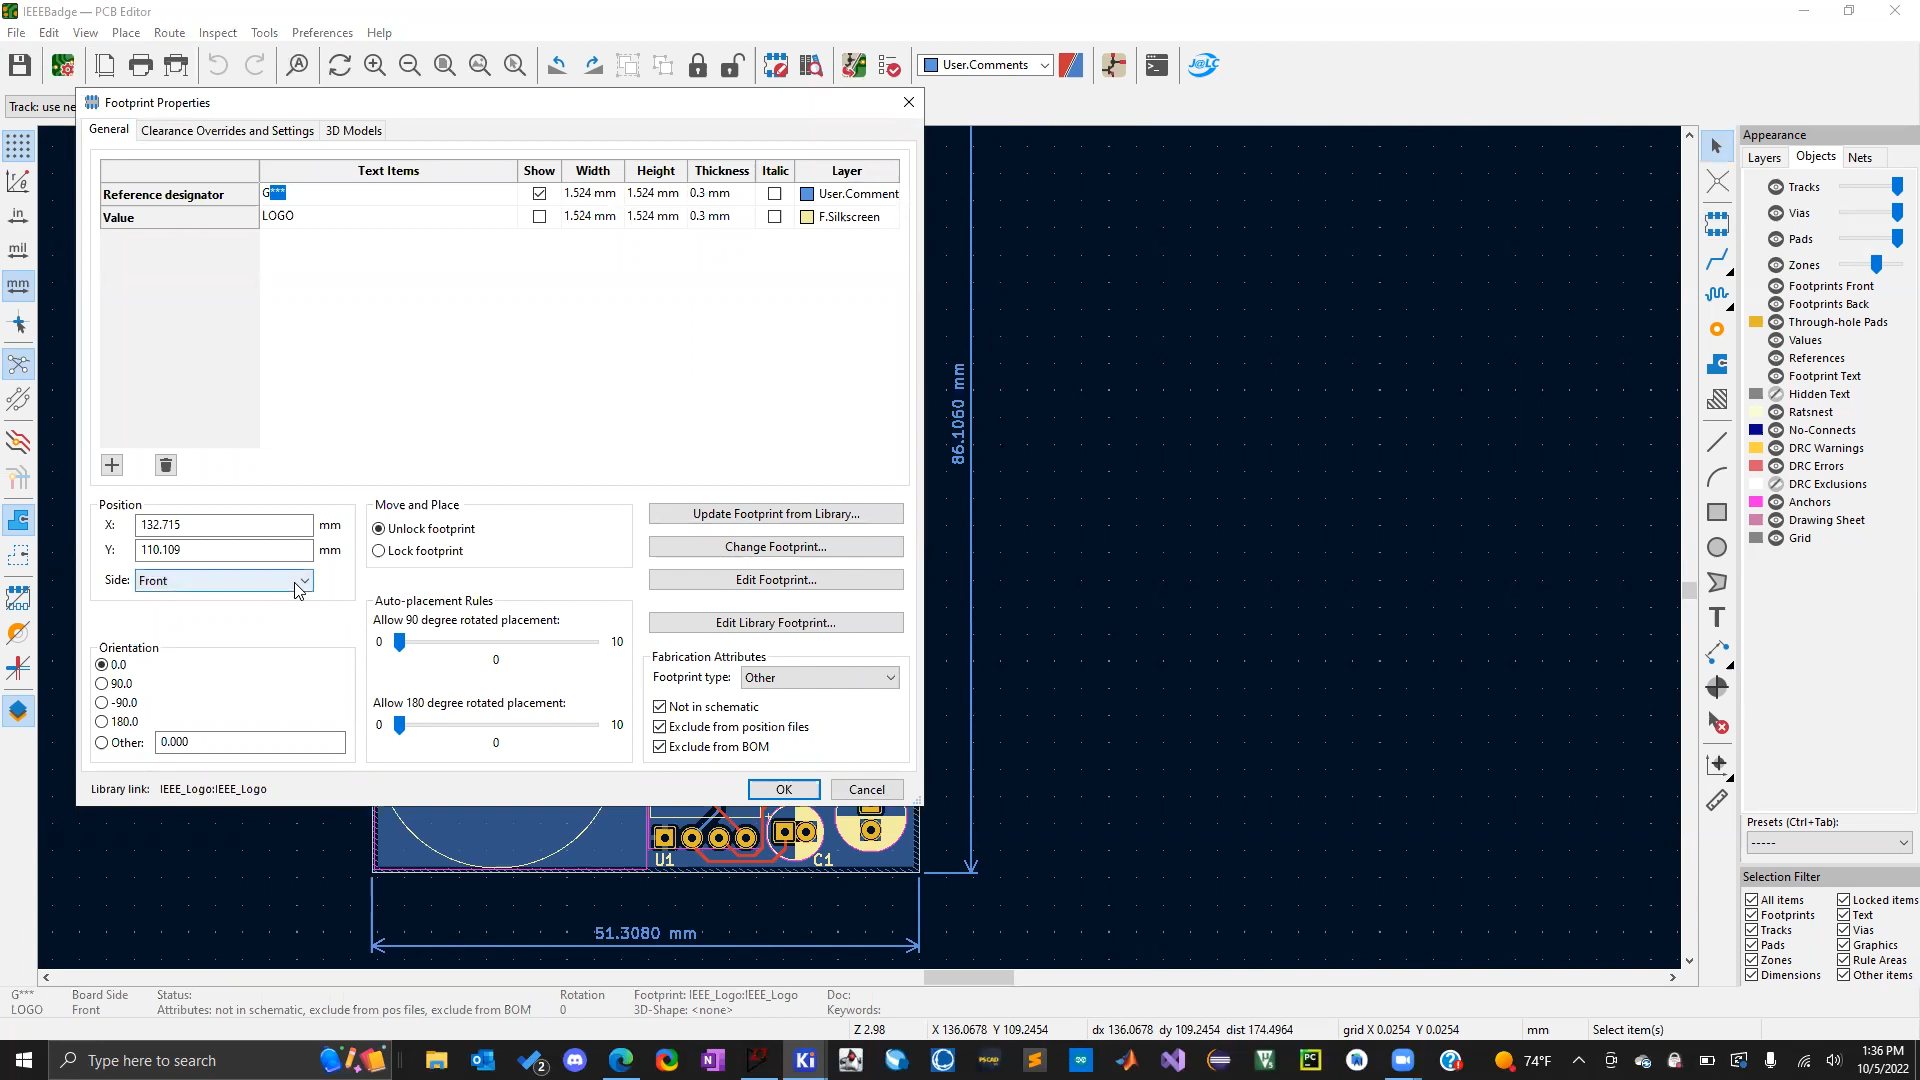 IEEEBadge — PCB Editor
File Edit View Place Route Inspect Tools Preferences Help
User.Comments
J@LC
Track: use ne
Footprint Properties
General Clearance Overrides and Settings 3D Models
Text Items Show Width Height Thickness Italic Layer
Reference designator G*** 1.524 mm 1.524 mm 0.3 mm User.Comment
Value LOGO 1.524 mm 1.524 mm 0.3 mm F.Silkscreen
Position
X: 132.715 mm
Y: 110.109 mm
Side: Front
Move and Place
Unlock footprint
Lock footprint
Update Footprint from Library...
Change Footprint...
Edit Footprint...
Edit Library Footprint...
Auto-placement Rules
Allow 90 degree rotated placement:
0 10
0
Allow 180 degree rotated placement:
0 10
0
Orientation
0.0
90.0
-90.0
180.0
Other: 0.000
Fabrication Attributes
Footprint type: Other
Not in schematic
Exclude from position files
Exclude from BOM
Library link: IEEE_Logo:IEEE_Logo
OK Cancel
in
mil
mm
86.1060 mm
U1 C1
51.3080 mm
Appearance
Layers Objects Nets
Tracks
Vias
Pads
Zones
Footprints Front
Footprints Back
Through-hole Pads
Values
References
Footprint Text
Hidden Text
Ratsnest
No-Connects
DRC Warnings
DRC Errors
DRC Exclusions
Anchors
Drawing Sheet
Grid
Presets (Ctrl+Tab):
-----
Selection Filter
All items Locked items
Footprints Text
Tracks Vias
Pads Graphics
Zones Rule Areas
Dimensions Other items
G*** Board Side Status: Rotation Footprint: IEEE_Logo:IEEE_Logo Doc:
LOGO Front Attributes: not in schematic, exclude from pos files, exclude from BOM 0 3D-Shape: <none> Keywords:
Z 2.98 X 136.0678 Y 109.2454 dx 136.0678 dy 109.2454 dist 174.4964 grid X 0.0254 Y 0.0254 mm Select item(s)
Type here to search
2
Ki
PSCAD
PC
74°F
1:36 PM
10/5/2022